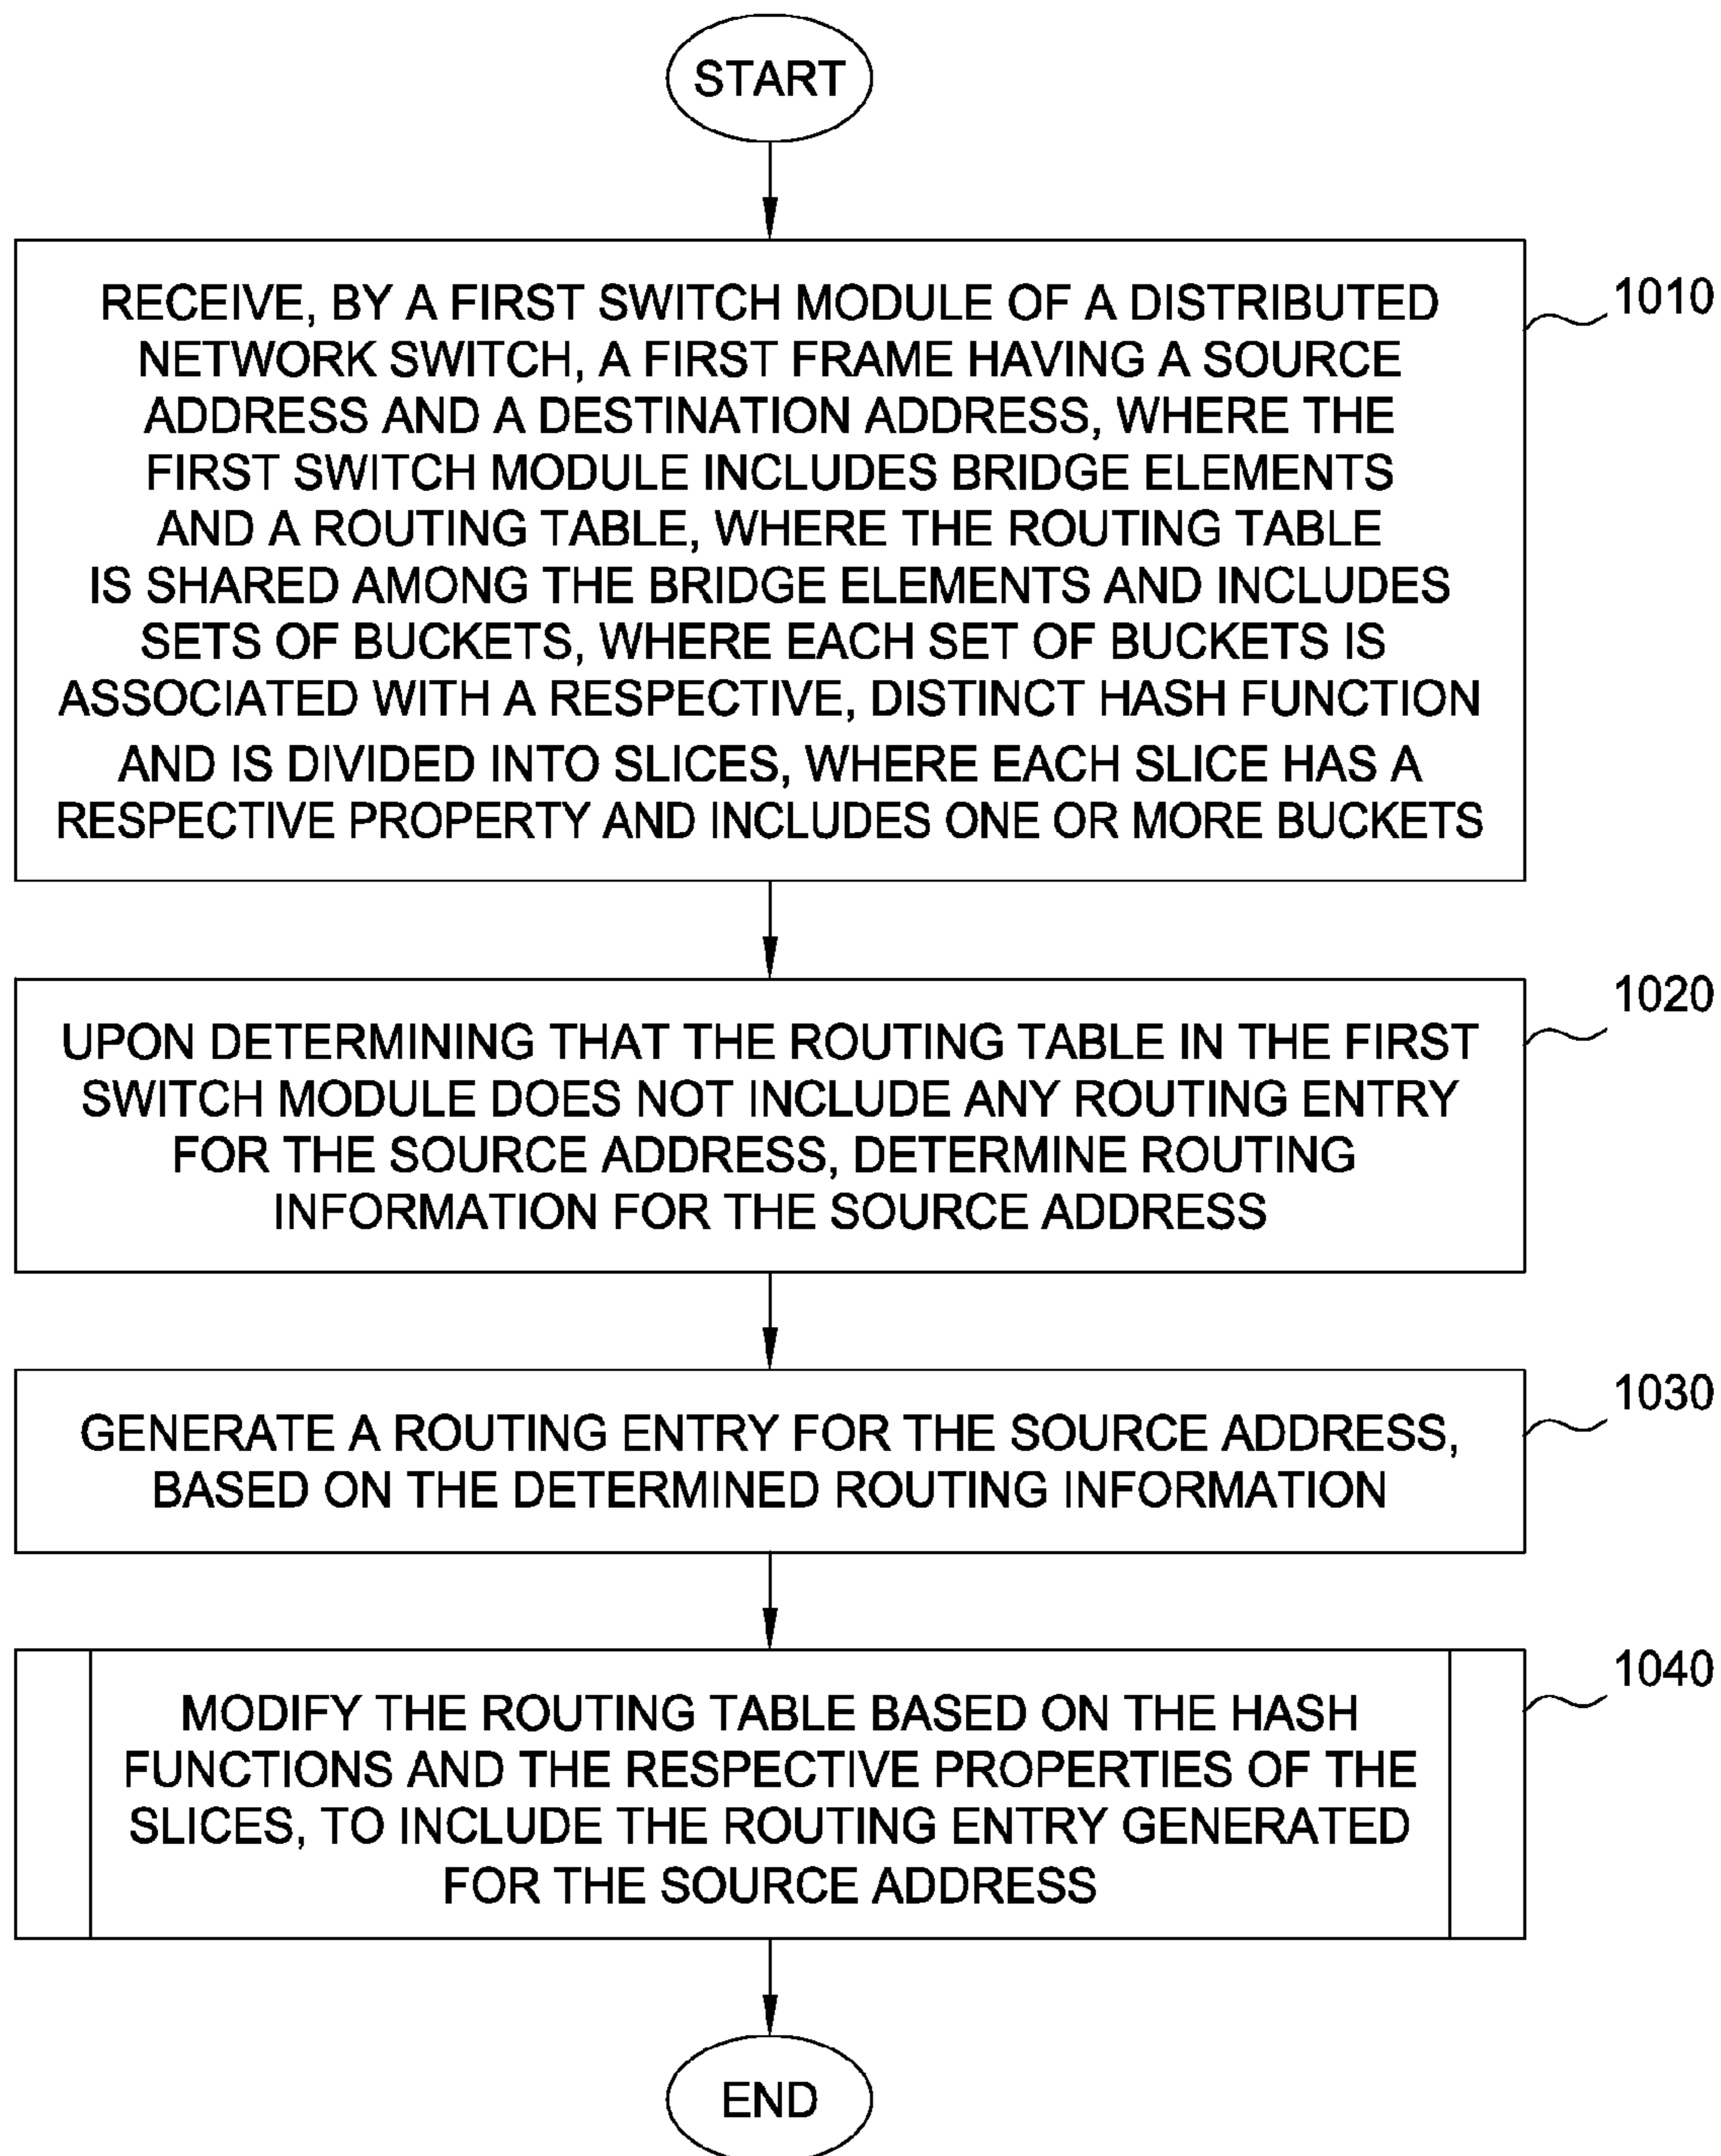 START
RECEIVE, BY A FIRST SWITCH MODULE OF A DISTRIBUTED
NETWORK SWITCH, A FIRST FRAME HAVING A SOURCE
ADDRESS AND A DESTINATION ADDRESS, WHERE THE
FIRST SWITCH MODULE INCLUDES BRIDGE ELEMENTS
AND A ROUTING TABLE, WHERE THE ROUTING TABLE
IS SHARED AMONG THE BRIDGE ELEMENTS AND INCLUDES
SETS OF BUCKETS, WHERE EACH SET OF BUCKETS IS
ASSOCIATED WITH A RESPECTIVE, DISTINCT HASH FUNCTION
AND IS DIVIDED INTO SLICES, WHERE EACH SLICE HAS A
RESPECTIVE PROPERTY AND INCLUDES ONE OR MORE BUCKETS
1010
UPON DETERMINING THAT THE ROUTING TABLE IN THE FIRST
SWITCH MODULE DOES NOT INCLUDE ANY ROUTING ENTRY
FOR THE SOURCE ADDRESS, DETERMINE ROUTING
INFORMATION FOR THE SOURCE ADDRESS
1020
GENERATE A ROUTING ENTRY FOR THE SOURCE ADDRESS,
BASED ON THE DETERMINED ROUTING INFORMATION
1030
MODIFY THE ROUTING TABLE BASED ON THE HASH
FUNCTIONS AND THE RESPECTIVE PROPERTIES OF THE
SLICES, TO INCLUDE THE ROUTING ENTRY GENERATED
FOR THE SOURCE ADDRESS
1040
END